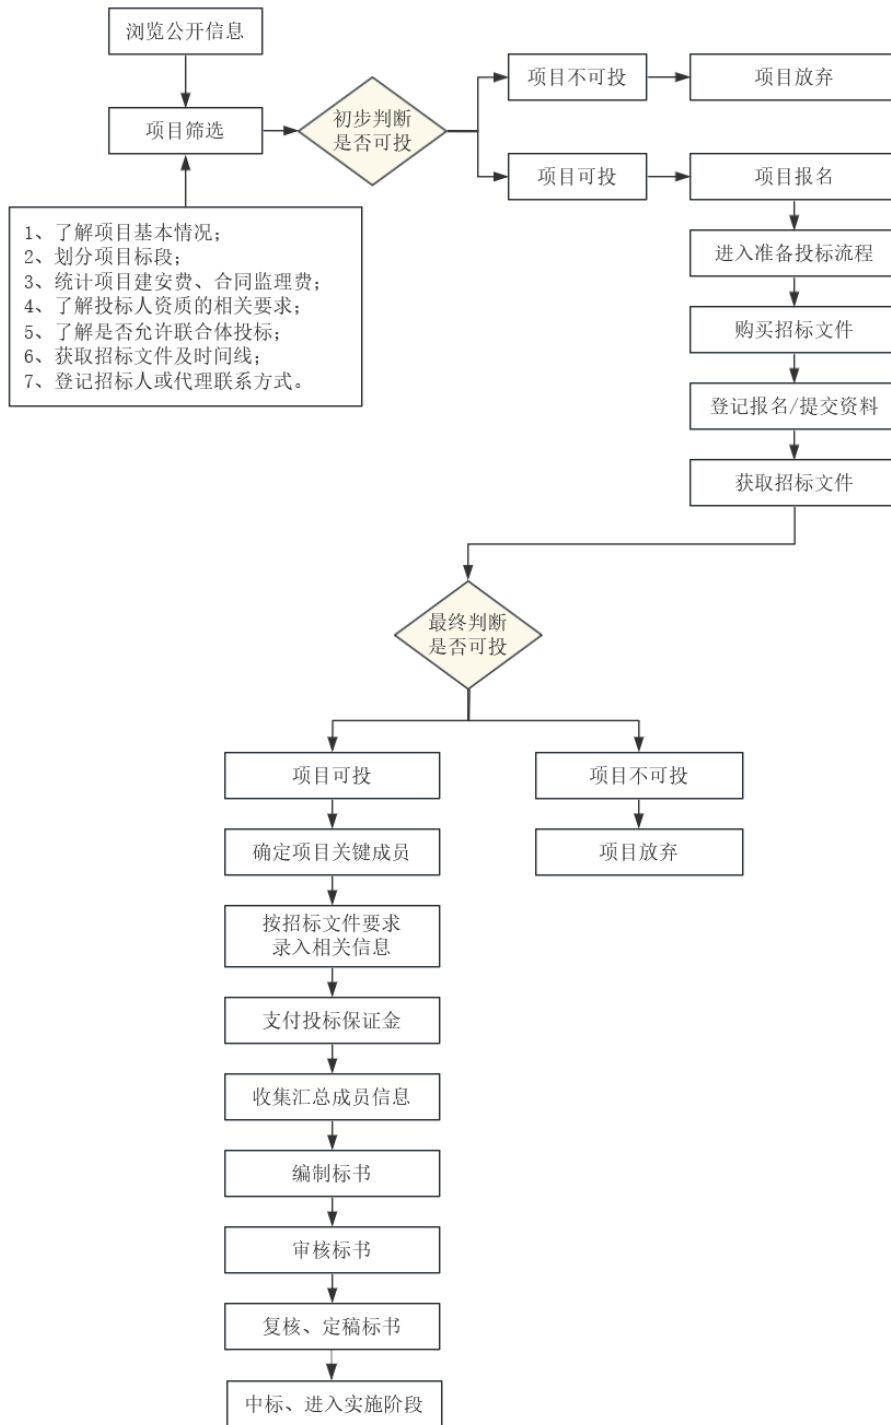 浏览公开信息
项目筛选
初步判断
是否可投
项目不可投
项目放弃
项目可投
项目报名
1、了解项目基本情况;
2、划分项目标段;
3、统计项目建安费、合同监理费;
4、了解投标人资质的相关要求;
5、了解是否允许联合体投标;
6、获取招标文件及时间线;
7、登记招标人或代理联系方式。
进入准备投标流程
购买招标文件
登记报名/提交资料
获取招标文件
最终判断
是否可投
项目可投
项目不可投
确定项目关键成员
项目放弃
按招标文件要求
录入相关信息
支付投标保证金
收集汇总成员信息
编制标书
审核标书
复核、定稿标书
中标、进入实施阶段